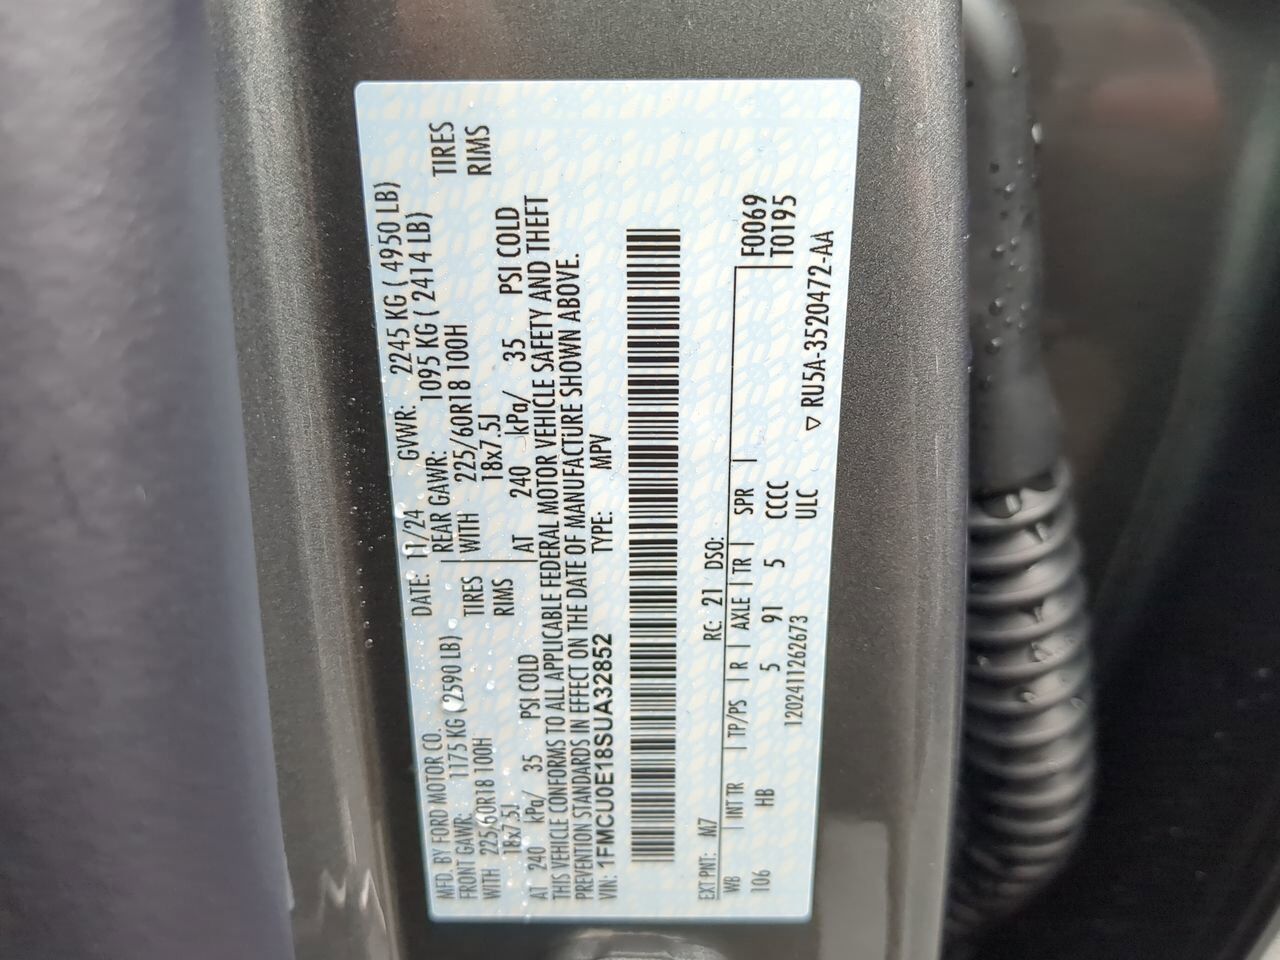 MFD. BY FORD MOTOR CO.
DATE: 11/24 GVWR: 2245 KG ( 4950 LB)
FRONT GAWR: 1175 KG (2590 LB) REAR GAWR: 1095 KG ( 2414 LB)
WITH 225/60R18 100H TIRES WITH 225/60R18 100H TIRES
18x7.5J RIMS 18x7.5J RIMS
AT 240 kPa/ 35 PSI COLD AT 240 kPa/ 35 PSI COLD
THIS VEHICLE CONFORMS TO ALL APPLICABLE FEDERAL MOTOR VEHICLE SAFETY AND THEFT
PREVENTION STANDARDS IN EFFECT ON THE DATE OF MANUFACTURE SHOWN ABOVE.
VIN: 1FMCU0E18SUA32852 TYPE: MPV
EXT PNT: M7 RC: 21 DSO: F0069
WB INT TR TP/PS R AXLE TR SPR T0195
106 HB 5 91 5 CCCC
1202411262673 ULC
▽ RU5A-3520472-AA